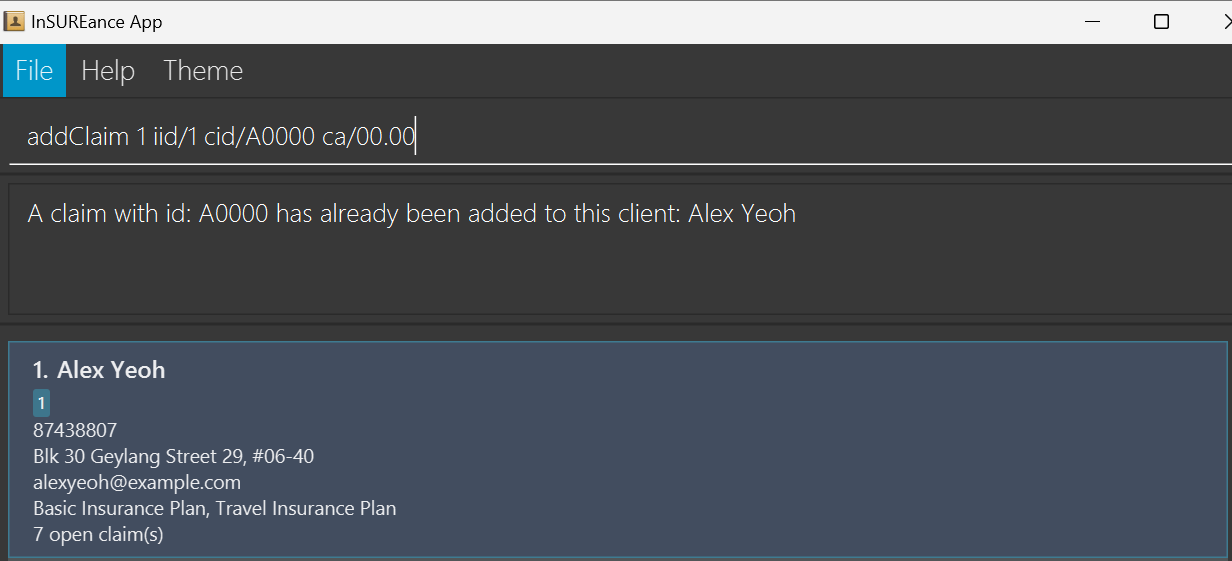 InSUREance App
File Help Theme
addClaim 1 iid/1 cid/A0000 ca/00.00
A claim with id: A0000 has already been added to this client: Alex Yeoh
1. Alex Yeoh
1
87438807
Blk 30 Geylang Street 29, #06-40
alexyeoh@example.com
Basic Insurance Plan, Travel Insurance Plan
7 open claim(s)